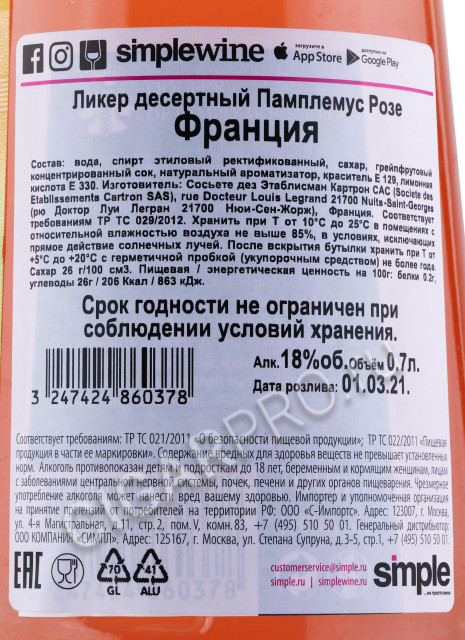 simplewine загрузите в App Store доступно на Google Play
Ликер десертный Памплемус Розе
Франция
Состав: вода, спирт этиловый ректификованный, сахар, грейпфрутовый
концентрированный сок, натуральный ароматизатор, краситель Е 129, лимонная
кислота Е 330. Изготовитель: Сосьете дез Этаблисман Картрон САС (Societe des
Etablissements Cartron SAS), rue Docteur Louis Legrand 21700 Nuits-Saint-Georges
(рю Доктор Луи Легран 21700 Нюи-Сен-Жорж), Франция. Соответствует
требованиям ТР ТС 029/2012. Хранить при Т от 10°C до 25°C в помещениях с
относительной влажностью воздуха не выше 85%, в условиях, исключающих
прямое действие солнечных лучей. После вскрытия бутылки хранить при Т от
+5°C до +20°C с герметичной пробкой (укупорочным средством) не более года.
Сахар 26 г/100 см3. Пищевая / энергетическая ценность на 100г: белки 0.2г,
углеводы 26г / 206 Ккал / 863 кДж.
Срок годности не ограничен при
соблюдении условий хранения.
Алк. 18%об. Объём 0.7л.
Дата розлива: 01.03.21.
3 247424 860378
Соответствует требованиям: ТР ТС 021/2011 «О безопасности пищевой продукции»; ТР ТС 022/2011 «Пищевая
продукция в части ее маркировки». Содержание вредных для здоровья веществ не превышает установленных
норм. Алкоголь противопоказан детям и подросткам до 18 лет, беременным и кормящим женщинам, лицам
с заболеваниями центральной нервной системы, почек, печени и других органов пищеварения. Чрезмерное
употребление алкоголя вредит вашему здоровью. Импортер и уполномоченная организация
на принятие претензий на территории РФ: ООО «С-Импортс». Адрес: 123007, г. Москва,
ул. 4-я Магистральная, д.11, стр. 2, пом.V, комн. 83, +7 (495) 510 50 01. Генеральный дистрибьютор:
ООО КОМПАНИЯ «СИМПЛ». Адрес: 125167, г. Москва, ул. Степана Супруна, д.3-5, стр.1, +7 (495) 510 50 01.
EAC 70 GL 41 ALU
customerservice@simple.ru
simple.ru | simplewine.ru
simple
...не просто вино
CIGARPRO.RU